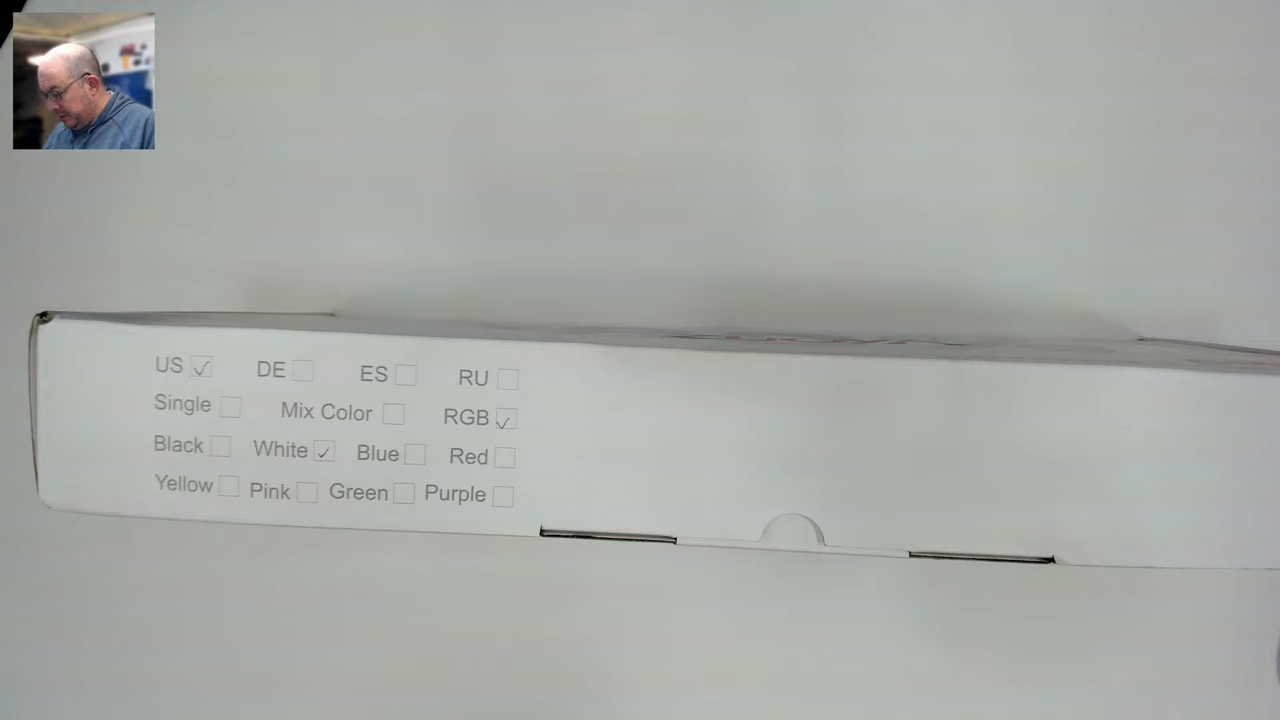 US ✓ DE ES RU
Single Mix Color RGB ✓
Black White ✓ Blue Red
Yellow Pink Green Purple